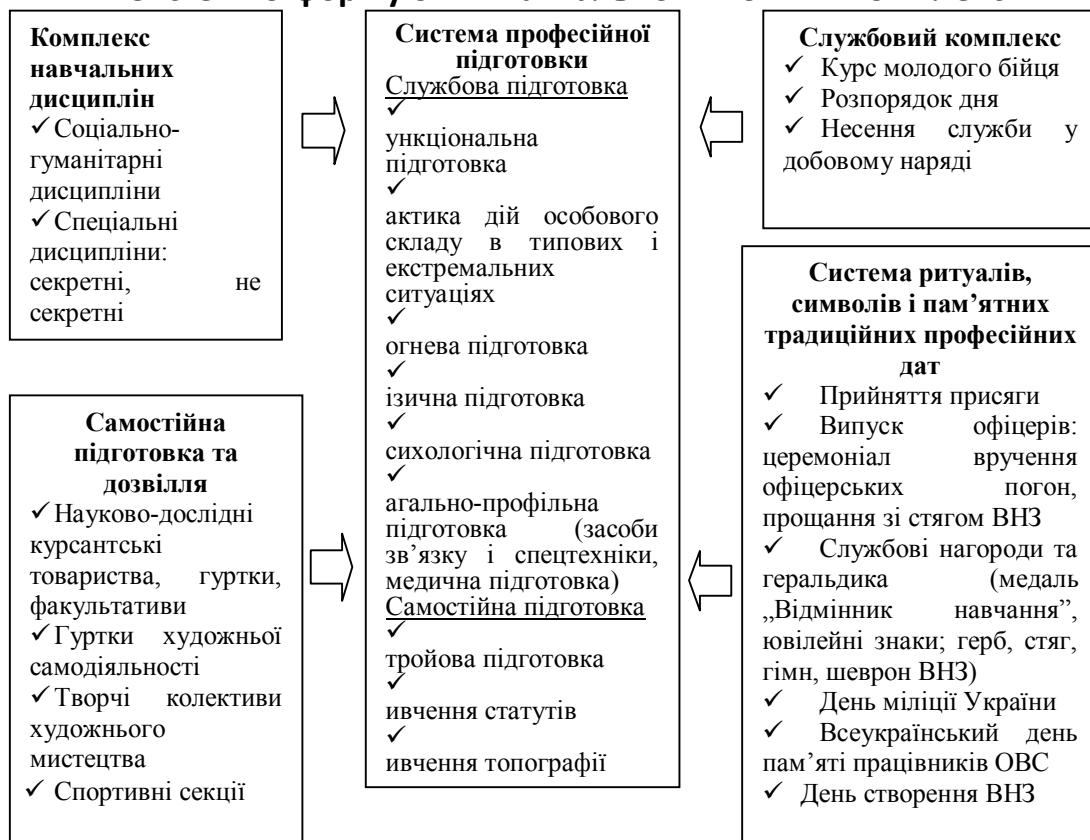 Комплекс
навчальних
дисциплін
✓ Соціально-
гуманітарні
дисципліни
✓ Спеціальні
дисципліни:
секретні, не
секретні
Самостійна
підготовка та
дозвілля
✓ Науково-дослідні
курсантські
товариства, гуртки,
факультативи
✓ Гуртки художньої
самодіяльності
✓ Творчі колективи
художнього
мистецтва
✓ Спортивні секції
Система професійної
підготовки
Службова підготовка
✓
ункціональна
підготовка
✓
актика дій особового
складу в типових і
екстремальних
ситуаціях
✓
огнева підготовка
✓
ізична підготовка
✓
сихологічна підготовка
✓
агально-профільна
підготовка (засоби
зв’язку і спецтехніки,
медична підготовка)
Самостійна підготовка
✓
тройова підготовка
✓
ивчення статутів
✓
ивчення топографії
Службовий комплекс
✓ Курс молодого бійця
✓ Розпорядок дня
✓ Несення служби у
добовому наряді
Система ритуалів,
символів і пам’ятних
традиційних професійних
дат
✓ Прийняття присяги
✓ Випуск офіцерів:
церемоніал вручення
офіцерських погон,
прощання зі стягом ВНЗ
✓ Службові нагороди та
геральдика (медаль
„Відмінник навчання”,
ювілейні знаки; герб, стяг,
гімн, шеврон ВНЗ)
✓ День міліції України
✓ Всеукраїнський день
пам’яті працівників ОВС
✓ День створення ВНЗ